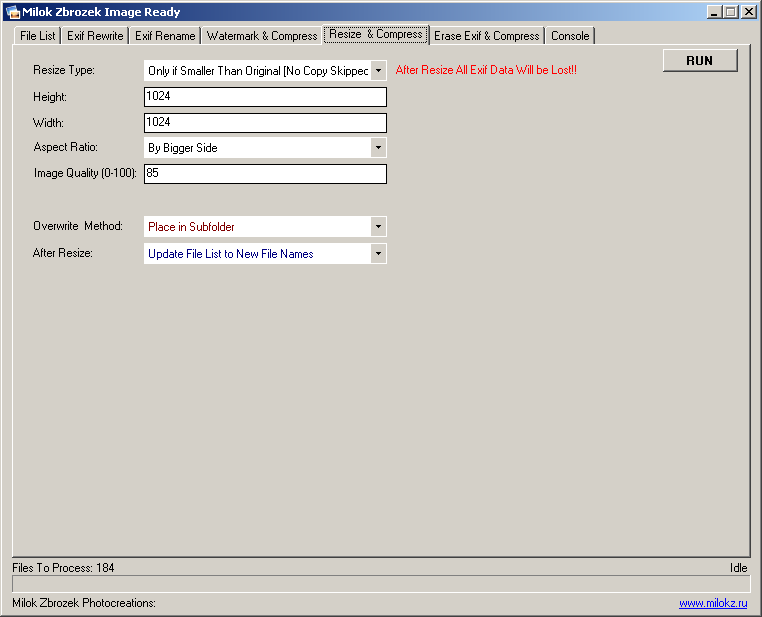 Milok Zbrozek Image Ready
File List Exif Rewrite Exif Rename Watermark & Compress Resize & Compress Erase Exif & Compress Console
Resize Type: Only if Smaller Than Original [No Copy Skipped After Resize All Exif Data Will be Lost!! RUN
Height: 1024
Width: 1024
Aspect Ratio: By Bigger Side
Image Quality (0-100): 85
Overwrite Method: Place in Subfolder
After Resize: Update File List to New File Names
Files To Process: 184 Idle
Milok Zbrozek Photocreations: www.milokz.ru